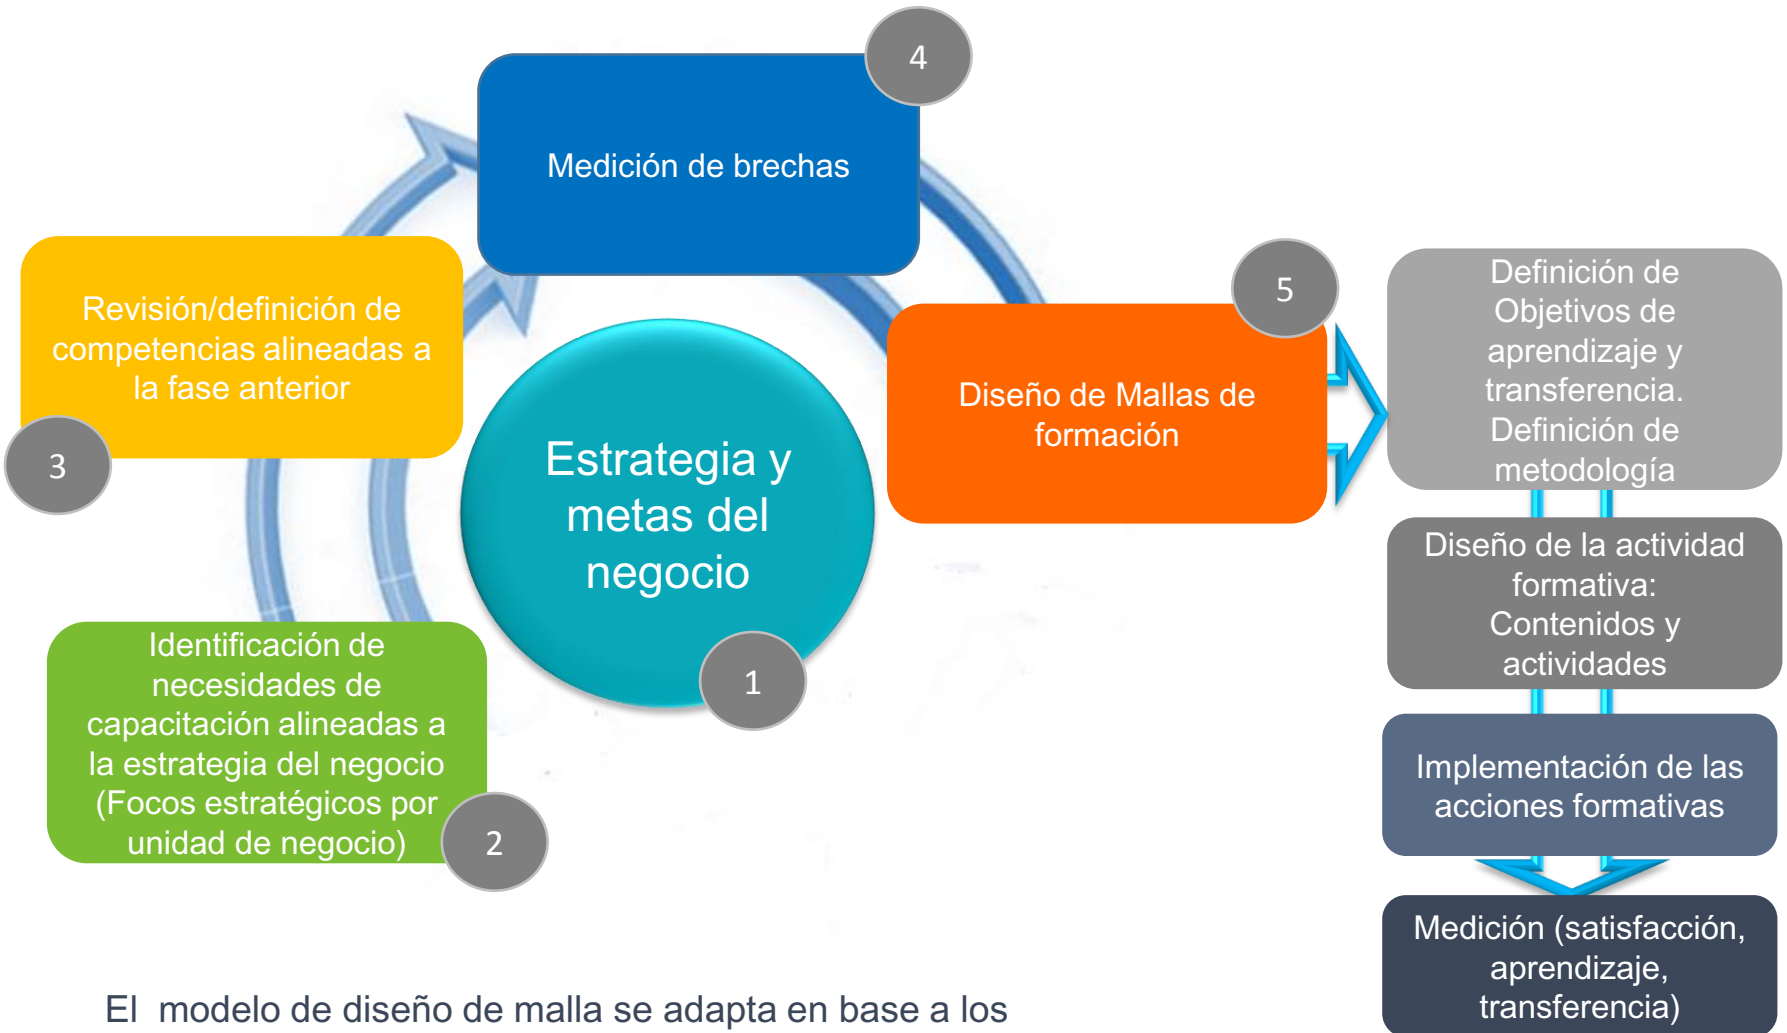 4
Medición de brechas
Revisión/definición de
competencias alineadas a
la fase anterior
3
5
Diseño de Mallas de
formación
Definición de
Objetivos de
aprendizaje y
transferencia.
Definición de
metodología
Estrategia y
metas del
negocio
1
Diseño de la actividad
formativa:
Contenidos y
actividades
Identificación de
necesidades de
capacitación alineadas a
la estrategia del negocio
(Focos estratégicos por
unidad de negocio)
2
Implementación de las
acciones formativas
Medición (satisfacción,
aprendizaje,
transferencia)
El  modelo de diseño de malla se adapta en base a los